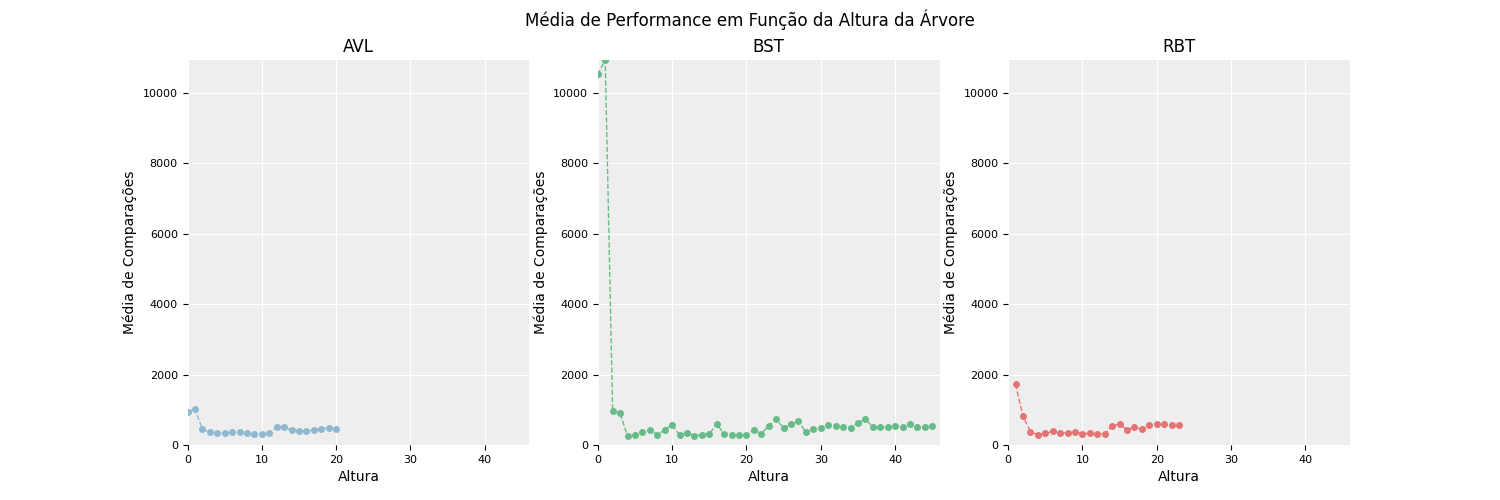 Média de Performance em Função da Altura da Árvore
AVL
BST
RBT
Média de Comparações
10000
8000
6000
4000
2000
0
0 10 20 30 40
Altura
Média de Comparações
10000
8000
6000
4000
2000
0
0 10 20 30 40
Altura
Média de Comparações
10000
8000
6000
4000
2000
0
0 10 20 30 40
Altura